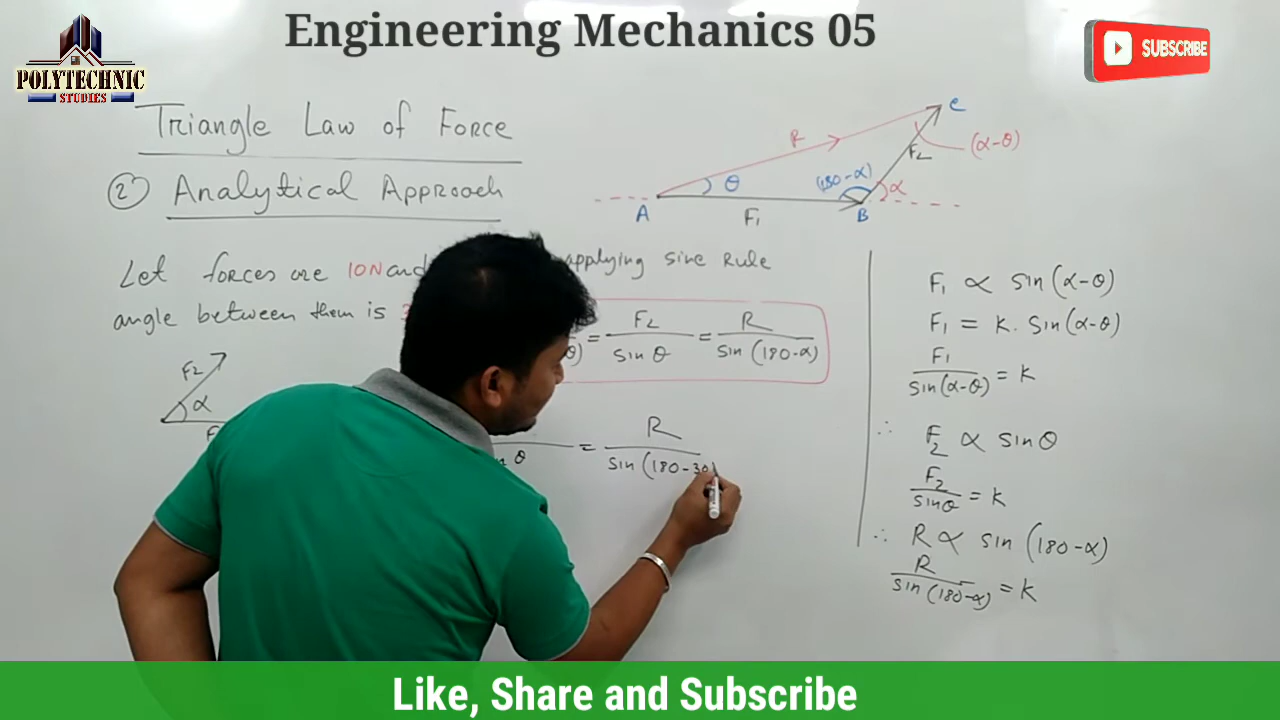 Engineering Mechanics 05
POLYTECHNIC
STUDIES
SUBSCRIBE
Triangle Law of Force
② Analytical Approach
R
θ
(180-α)
F₂
(α-θ)
α
A
F₁
B
C
Let forces are 10N and
applying sine Rule
angle between them is
F₂
α
F
θ) = F₂ / sin θ = R / sin (180-α)
θ = R / sin (180-30)
F₁ ∝ sin (α-θ)
F₁ = K. sin (α-θ)
F₁ / sin (α-θ) = K
∴ F₂ ∝ sin θ
F₂ / sin θ = K
∴ R ∝ sin (180-α)
R / sin (180-α) = K
Like, Share and Subscribe